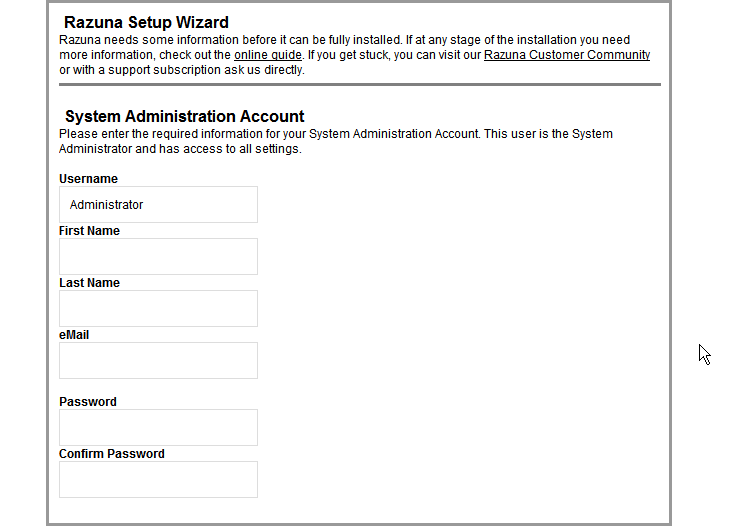 Razuna Setup Wizard
Razuna needs some information before it can be fully installed. If at any stage of the installation you need
more information, check out the online guide. If you get stuck, you can visit our Razuna Customer Community
or with a support subscription ask us directly.
System Administration Account
Please enter the required information for your System Administration Account. This user is the System
Administrator and has access to all settings.
Username
Administrator
First Name
Last Name
eMail
Password
Confirm Password